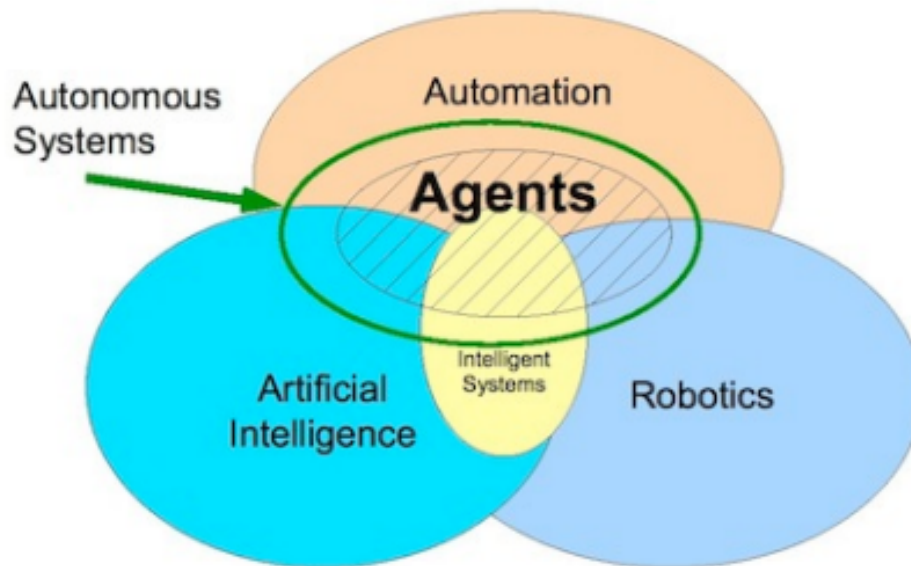 Autonomous
Systems
Automation
Agents
Intelligent
Systems
Artificial
Intelligence
Robotics